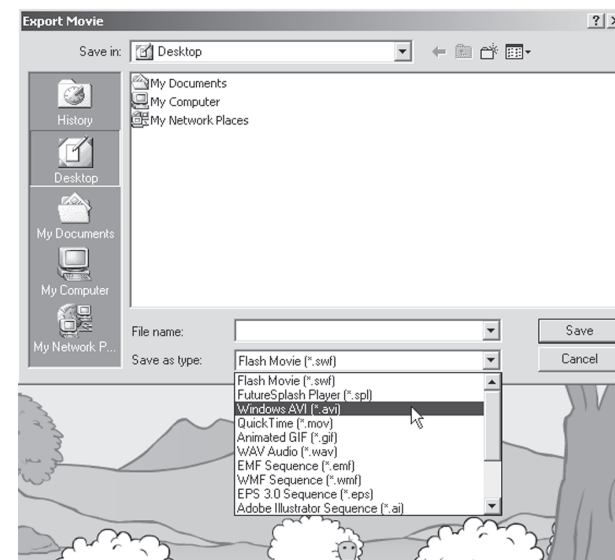 Export Movie
Save in: Desktop
History
Desktop
My Documents
My Computer
My Network P...
My Documents
My Computer
My Network Places
File name: Save
Save as type: Flash Movie (*.swf) Cancel
Flash Movie (*.swf)
FutureSplash Player (*.spl)
Windows AVI (*.avi)
QuickTime (*.mov)
Animated GIF (*.gif)
WAV Audio (*.wav)
EMF Sequence (*.emf)
WMF Sequence (*.wmf)
EPS 3.0 Sequence (*.eps)
Adobe Illustrator Sequence (*.ai)